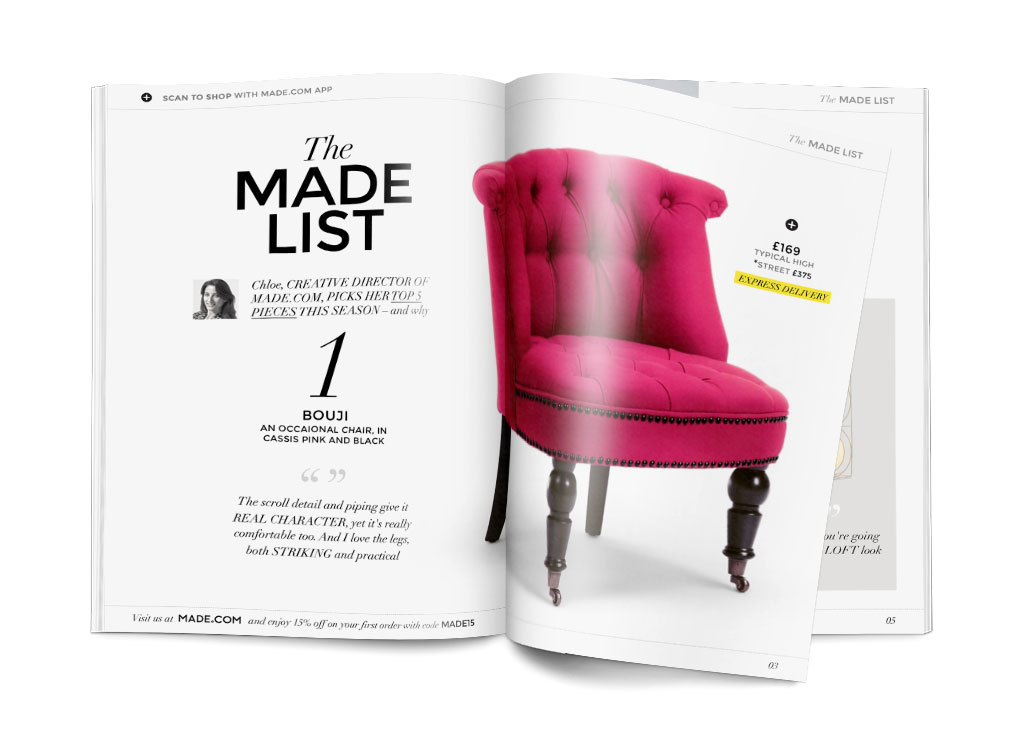 SCAN TO SHOP WITH MADE.COM APP
The
MADE
LIST
Chloe, CREATIVE DIRECTOR OF
MADE.COM, PICKS HER TOP 5
PIECES THIS SEASON – and why
1
BOUJI
AN OCCAIONAL CHAIR, IN
CASSIS PINK AND BLACK
“ ”
The scroll detail and piping give it
REAL CHARACTER, yet it's really
comfortable too. And I love the legs,
both STRIKING and practical
Visit us at MADE.COM and enjoy 15% off on your first order with code MADE15
The MADE LIST
£169
TYPICAL HIGH
*STREET £375
EXPRESS DELIVERY
03
The MADE LIST
”
you're going
LOFT look
05